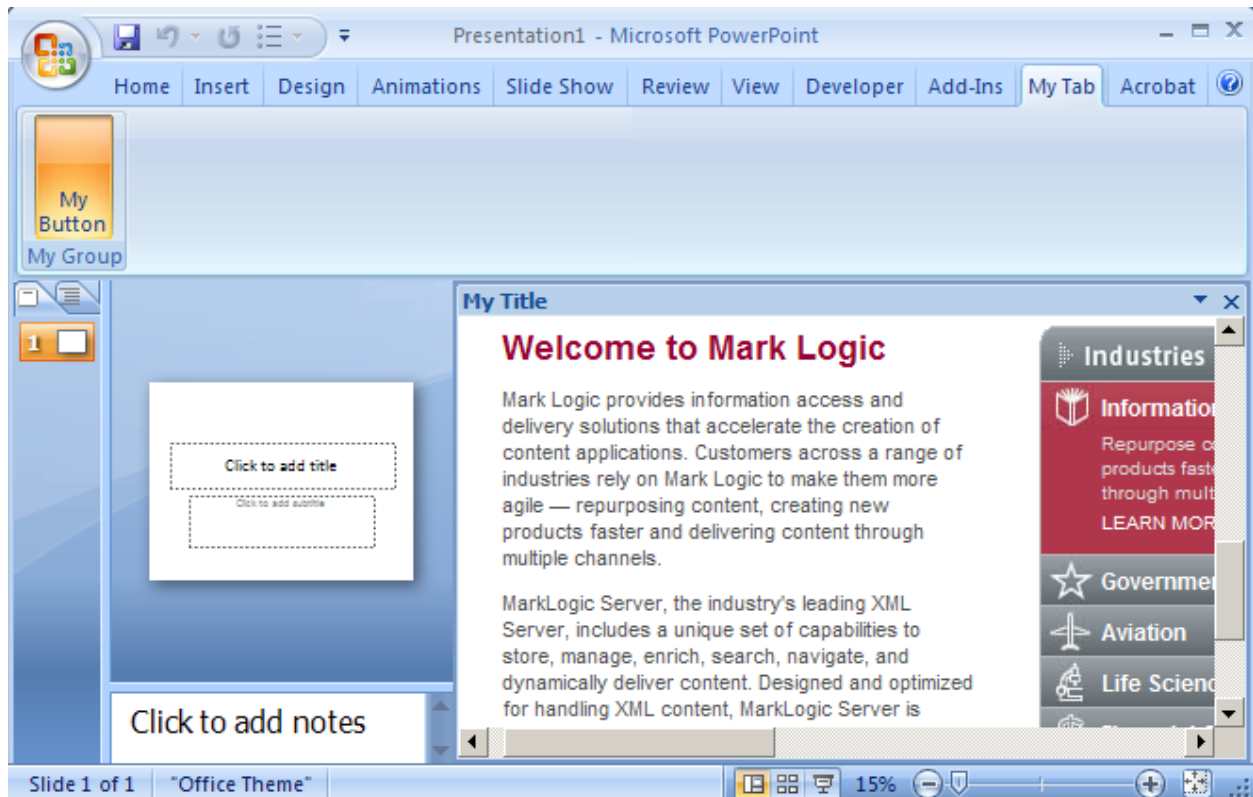 Presentation1 - Microsoft PowerPoint
Home Insert Design Animations Slide Show Review View Developer Add-Ins My Tab Acrobat
My
Button
My Group
1
Click to add title
Click to add subtitle
Click to add notes
My Title
Welcome to Mark Logic
Mark Logic provides information access and
delivery solutions that accelerate the creation of
content applications. Customers across a range of
industries rely on Mark Logic to make them more
agile — repurposing content, creating new
products faster and delivering content through
multiple channels.
MarkLogic Server, the industry's leading XML
Server, includes a unique set of capabilities to
store, manage, enrich, search, navigate, and
dynamically deliver content. Designed and optimized
for handling XML content, MarkLogic Server is
Industries
Informatio
Repurpose c
products faste
through mult
LEARN MOR
Governme
Aviation
Life Scienc
Slide 1 of 1 "Office Theme" 15%